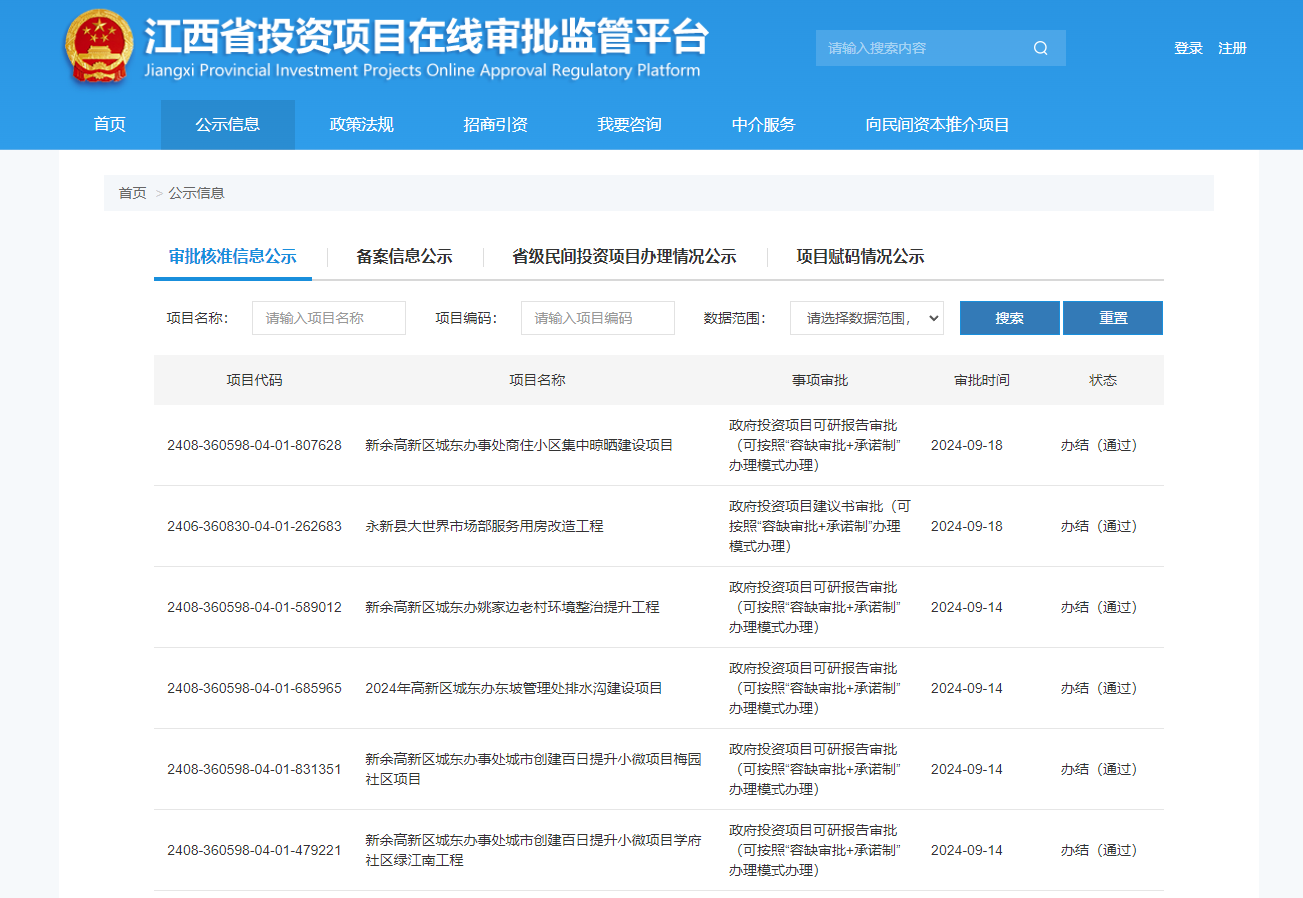 江西省投资项目在线审批监管平台
Jiangxi Provincial Investment Projects Online Approval Regulatory Platform
请输入搜索内容
登录 注册
首页 公示信息 政策法规 招商引资 我要咨询 中介服务 向民间资本推介项目
首页 > 公示信息
审批核准信息公示 备案信息公示 省级民间投资项目办理情况公示 项目赋码情况公示
项目名称： 请输入项目名称 项目编码： 请输入项目编码 数据范围： 请选择数据范围， 搜索 重置
项目代码 项目名称 事项审批 审批时间 状态
政府投资项目可研报告审批
2408-360598-04-01-807628 新余高新区城东办事处商住小区集中晾晒建设项目 （可按照“容缺审批+承诺制” 2024-09-18 办结（通过）
办理模式办理）
政府投资项目建议书审批（可
2406-360830-04-01-262683 永新县大世界市场部服务用房改造工程 按照“容缺审批+承诺制”办理 2024-09-18 办结（通过）
模式办理）
政府投资项目可研报告审批
2408-360598-04-01-589012 新余高新区城东办姚家边老村环境整治提升工程 （可按照“容缺审批+承诺制” 2024-09-14 办结（通过）
办理模式办理）
政府投资项目可研报告审批
2408-360598-04-01-685965 2024年高新区城东办东坡管理处排水沟建设项目 （可按照“容缺审批+承诺制” 2024-09-14 办结（通过）
办理模式办理）
2408-360598-04-01-831351
新余高新区城东办事处城市创建百日提升小微项目梅园
社区项目
政府投资项目可研报告审批
（可按照“容缺审批+承诺制”
办理模式办理）
2024-09-14 办结（通过）
2408-360598-04-01-479221
新余高新区城东办事处城市创建百日提升小微项目学府
社区绿江南工程
政府投资项目可研报告审批
（可按照“容缺审批+承诺制”
办理模式办理）
2024-09-14 办结（通过）